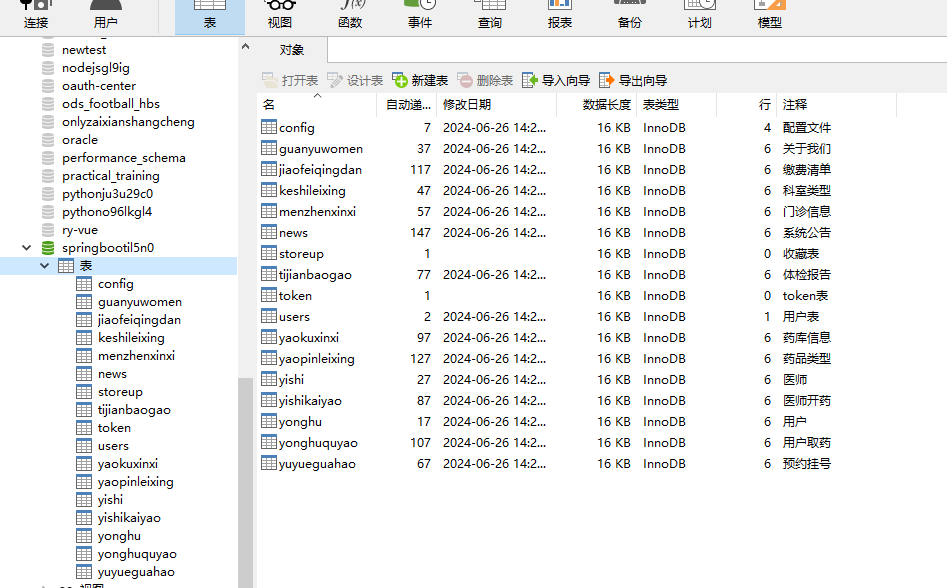 连接 用户 表 视图 函数 事件 查询 报表 备份 计划 模型
newtest
nodejsgl9ig
oauth-center
ods_football_hbs
onlyzaixianshangcheng
oracle
performance_schema
practical_training
pythonju3u29c0
pythono96lkgl4
ry-vue
springbootil5n0
表
config
guanyuwomen
jiaofeiqingdan
keshileixing
menzhenxinxi
news
storeup
tijianbaogao
token
users
yaokuxinxi
yaopinleixing
yishi
yishikaiyao
yonghu
yonghuquyao
yuyueguahao
视图
对象
打开表 设计表 新建表 删除表 导入向导 导出向导
名 自动递... 修改日期 数据长度 表类型 行 注释
config 7 2024-06-26 14:2... 16 KB InnoDB 4 配置文件
guanyuwomen 37 2024-06-26 14:2... 16 KB InnoDB 6 关于我们
jiaofeiqingdan 117 2024-06-26 14:2... 16 KB InnoDB 6 缴费清单
keshileixing 47 2024-06-26 14:2... 16 KB InnoDB 6 科室类型
menzhenxinxi 57 2024-06-26 14:2... 16 KB InnoDB 6 门诊信息
news 147 2024-06-26 14:2... 16 KB InnoDB 6 系统公告
storeup 1 16 KB InnoDB 0 收藏表
tijianbaogao 77 2024-06-26 14:2... 16 KB InnoDB 6 体检报告
token 1 16 KB InnoDB 0 token表
users 2 2024-06-26 14:2... 16 KB InnoDB 1 用户表
yaokuxinxi 97 2024-06-26 14:2... 16 KB InnoDB 6 药库信息
yaopinleixing 127 2024-06-26 14:2... 16 KB InnoDB 6 药品类型
yishi 27 2024-06-26 14:2... 16 KB InnoDB 6 医师
yishikaiyao 87 2024-06-26 14:2... 16 KB InnoDB 6 医师开药
yonghu 17 2024-06-26 14:2... 16 KB InnoDB 6 用户
yonghuquyao 107 2024-06-26 14:2... 16 KB InnoDB 6 用户取药
yuyueguahao 67 2024-06-26 14:2... 16 KB InnoDB 6 预约挂号